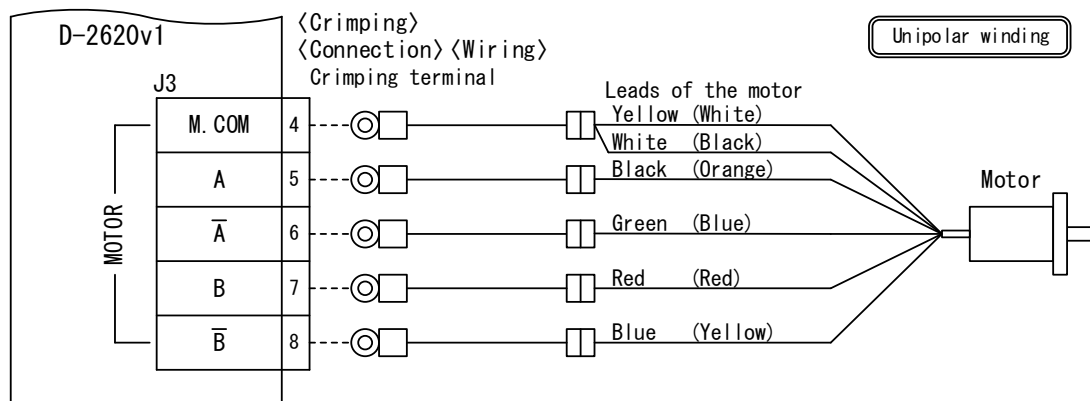 D-2620v1
〈Crimping〉
〈Connection〉〈Wiring〉
Crimping terminal
Unipolar winding
J3
Leads of the motor
MOTOR
M. COM 4
Yellow (White)
White (Black)
A 5
Black (Orange)
A̅ 6
Green (Blue)
B 7
Red (Red)
B̅ 8
Blue (Yellow)
Motor